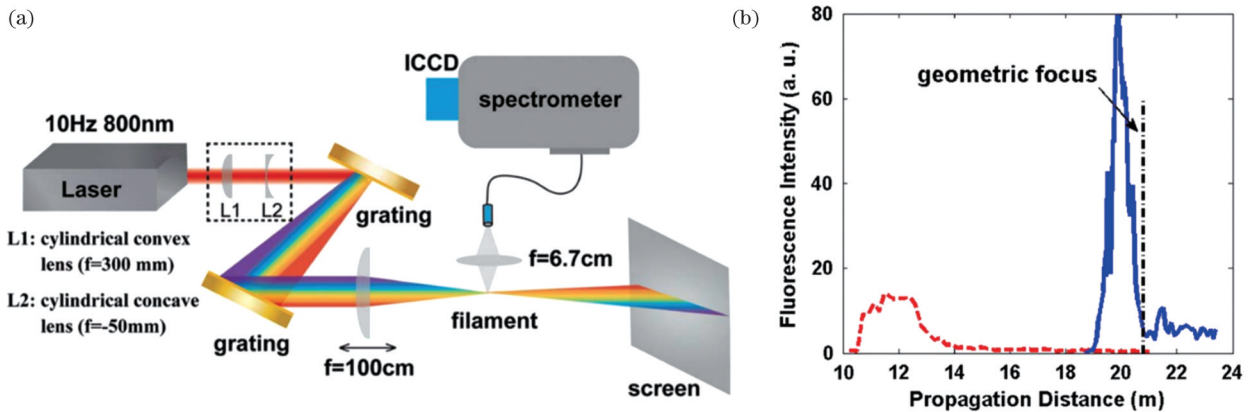 (a)
10Hz 800nm
Laser
L1
L2
L1: cylindrical convex
lens (f=300 mm)
L2: cylindrical concave
lens (f=-50mm)
grating
grating
ICCD
spectrometer
f=6.7cm
filament
f=100cm
screen
(b)
Fluorescence Intensity (a. u.)
80
60
40
20
0
geometric focus
10 12 14 16 18 20 22 24
Propagation Distance (m)